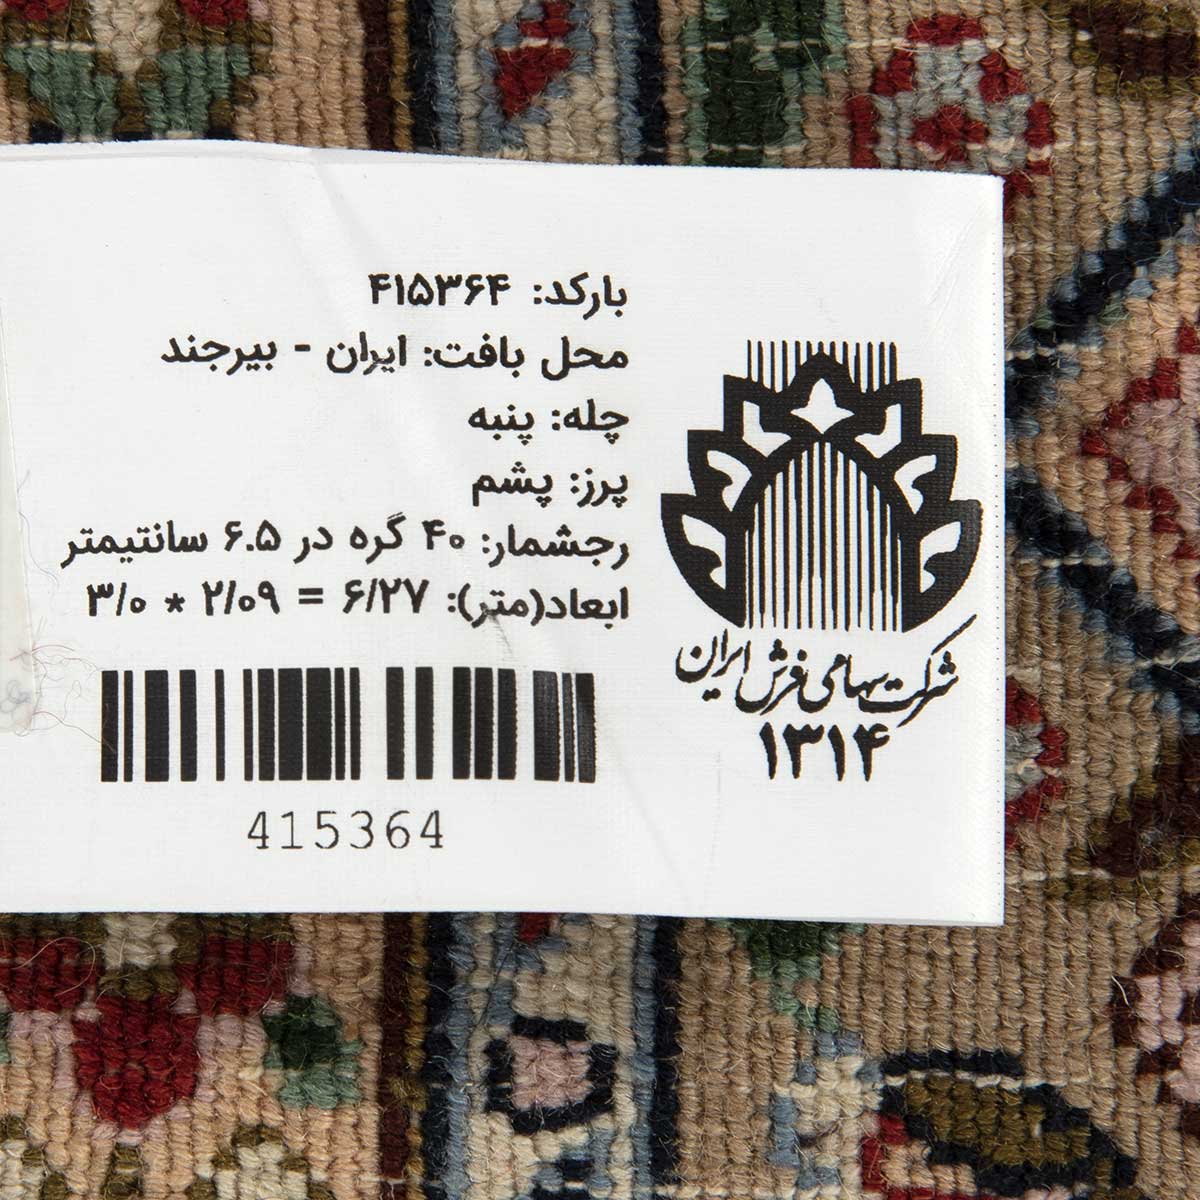 بارکد: ۴۱۵۳۶۴
محل بافت: ایران - بیرجند
چله: پنبه
پرز: پشم
رجشمار: ۴۰ گره در ۶.۵ سانتیمتر
ابعاد(متر): ۶/۲۷ = ۲/۰۹ * ۳/۰
415364
شرکت سهامی فرش ایران
۱۳۱۴